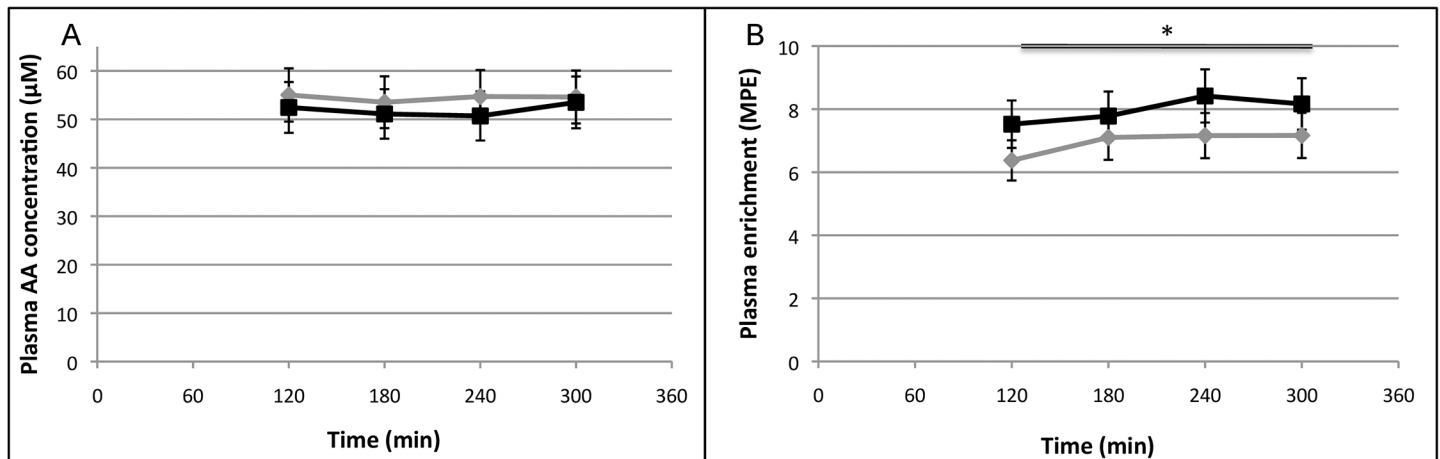 A
Plasma AA concentration (µM)
60
50
40
30
20
10
0
0 60 120 180 240 300 360
Time (min)
B
*
Plasma enrichment (MPE)
10
8
6
4
2
0
0 60 120 180 240 300 360
Time (min)